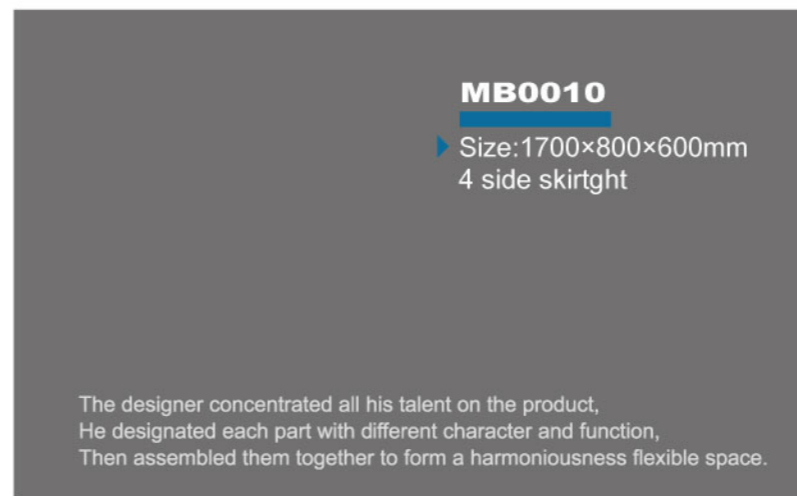 MB0010
Size:1700×800×600mm
4 side skirtght
The designer concentrated all his talent on the product,
He designated each part with different character and function,
Then assembled them together to form a harmoniousness flexible space.